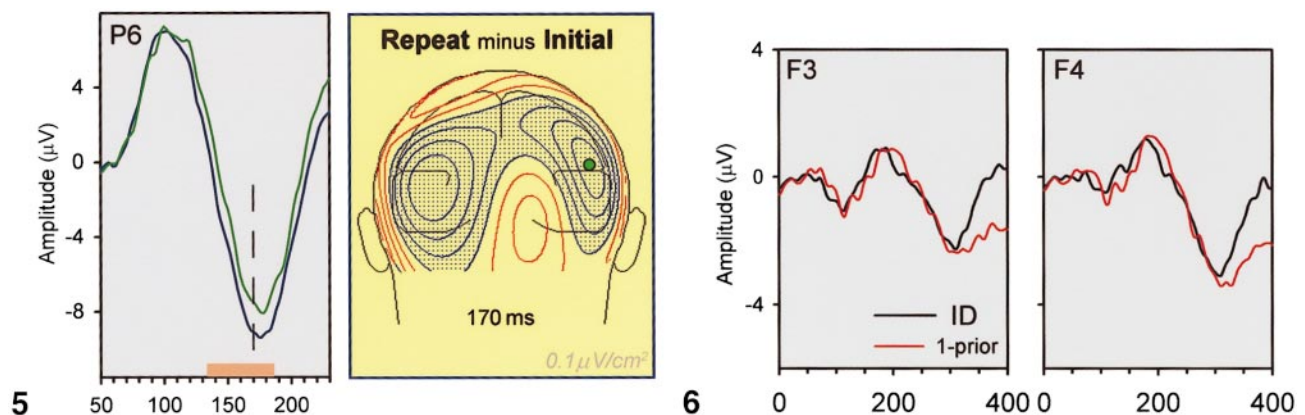 P6
Amplitude (μV)
4
0
-4
-8
50 100 150 200
5
Repeat minus Initial
170 ms
0.1μV/cm²
F3
Amplitude (μV)
4
0
-4
ID
1-prior
0 200 400
6
F4
0 200 400